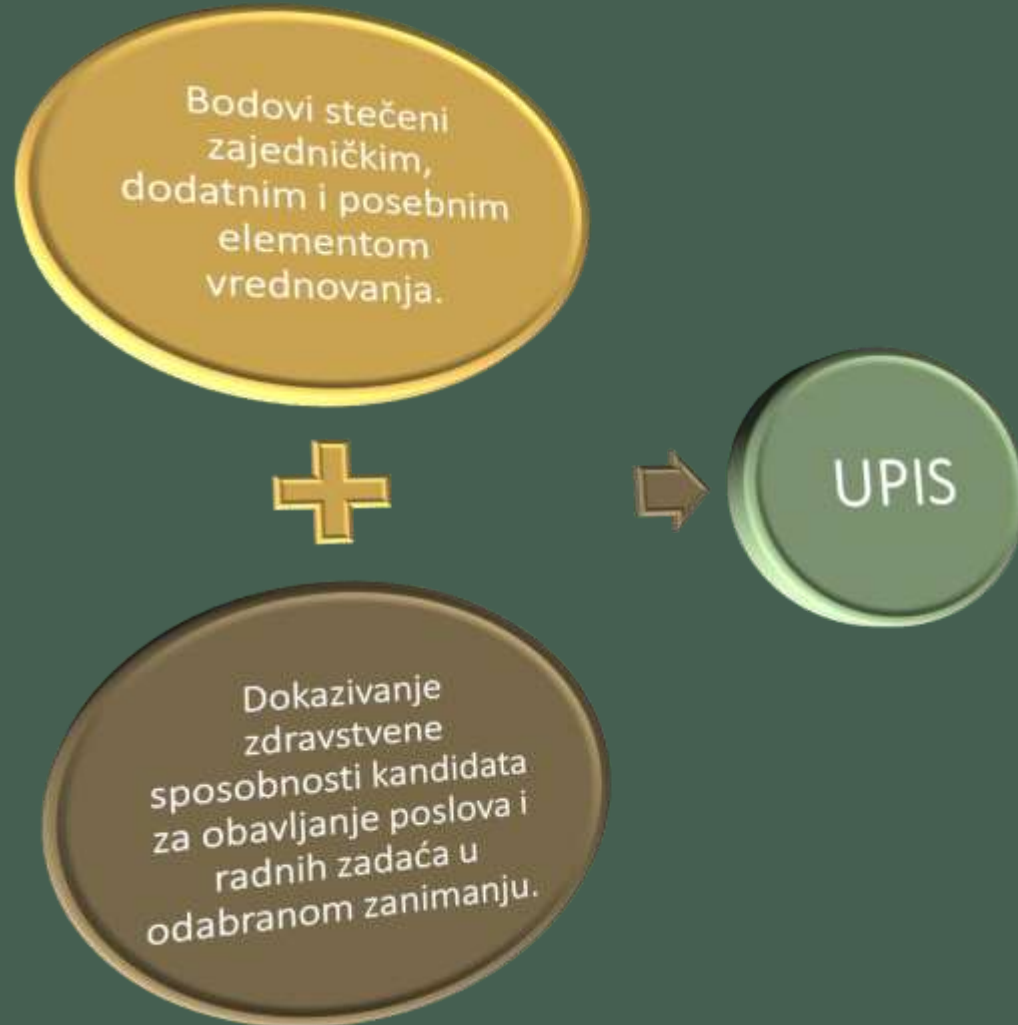 Bodovi stečeni
zajedničkim,
dodatnim i posebnim
elementom
vrednovanja.
UPIS
Dokazivanje
zdravstvene
sposobnosti kandidata
za obavljanje poslova i
radnih zadaća u
odabranom zanimanju.